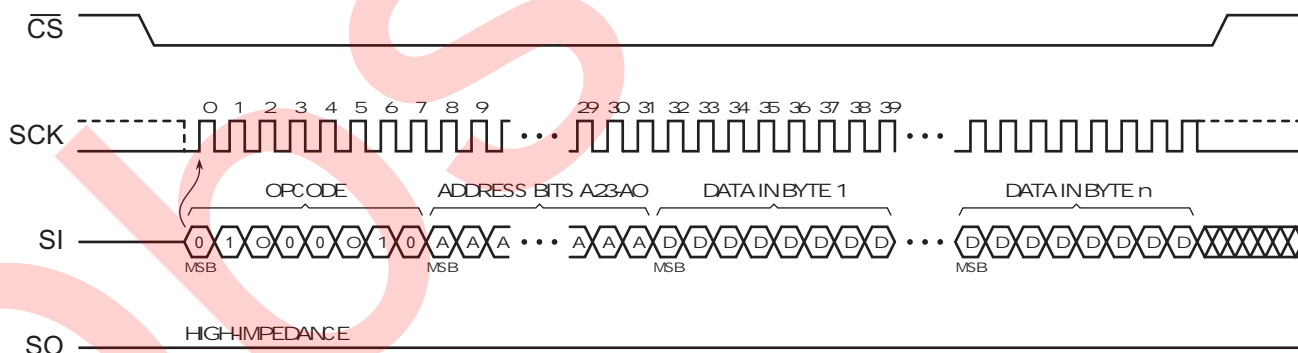 CS
0 1 2 3 4 5 6 7 8 9 29 30 31 32 33 34 35 36 37 38 39
SCK
OPCODE ADDRESS BITS A23-A0 DATA IN BYTE 1 DATA IN BYTE n
SI 0 1 0 0 0 0 1 0 A A A A A A D D D D D D D D D D D D D D D D
MSB MSB MSB MSB
HIGH-IMPEDANCE
SO